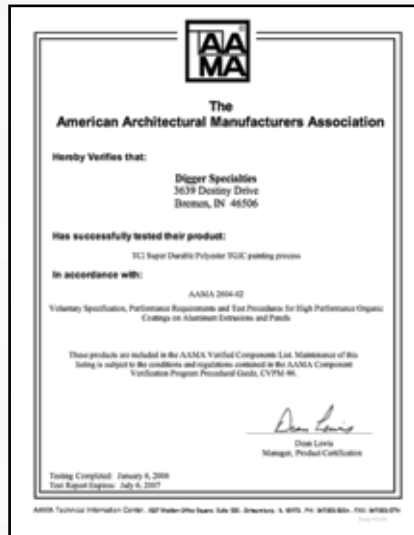 AA
MA
The
American Architectural Manufacturers Association
Hereby Verifies that:
Digger Specialties
3639 Destiny Drive
Bremen, IN 46506
Has successfully tested their product:
TCI Super Durable Polyester TGIC painting process
In accordance with:
AAMA 2604-02
Voluntary Specification, Performance Requirements and Test Procedures for High Performance Organic
Coatings on Aluminum Extrusions and Panels
These products are included in the AAMA Verified Components List. Maintenance of this
listing is subject to the conditions and regulations contained in the AAMA Component
Verification Program Procedural Guide, CVPM-
Dean Lewis
Dean Lewis
Manager, Product Certification
Testing Completed: January 6, 2006
Test Report Expires: July 6, 2007
AAMA Technical Information Center,